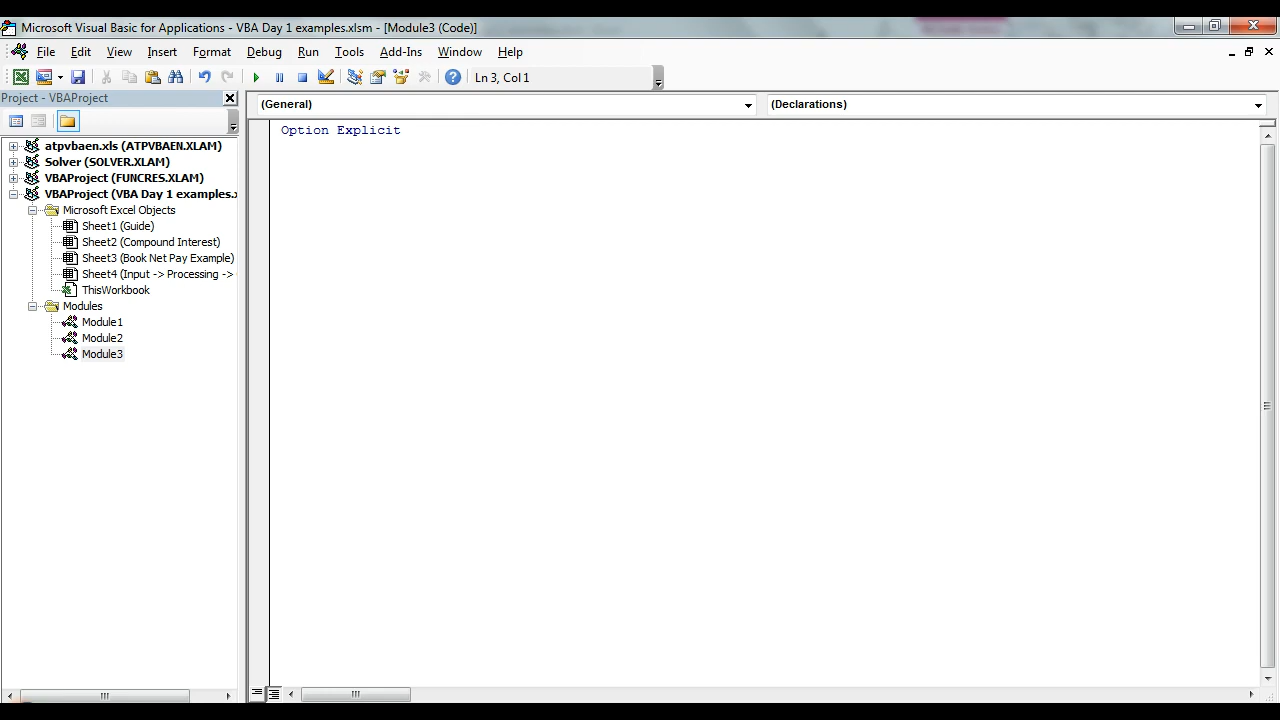 Microsoft Visual Basic for Applications - VBA Day 1 examples.xlsm - [Module3 (Code)]
File Edit View Insert Format Debug Run Tools Add-Ins Window Help
Ln 3, Col 1
Project - VBAProject
(General) (Declarations)
Option Explicit
atpvbaen.xls (ATPVBAEN.XLAM)
Solver (SOLVER.XLAM)
VBAProject (FUNCRES.XLAM)
VBAProject (VBA Day 1 examples.x
Microsoft Excel Objects
Sheet1 (Guide)
Sheet2 (Compound Interest)
Sheet3 (Book Net Pay Example)
Sheet4 (Input -> Processing ->
ThisWorkbook
Modules
Module1
Module2
Module3